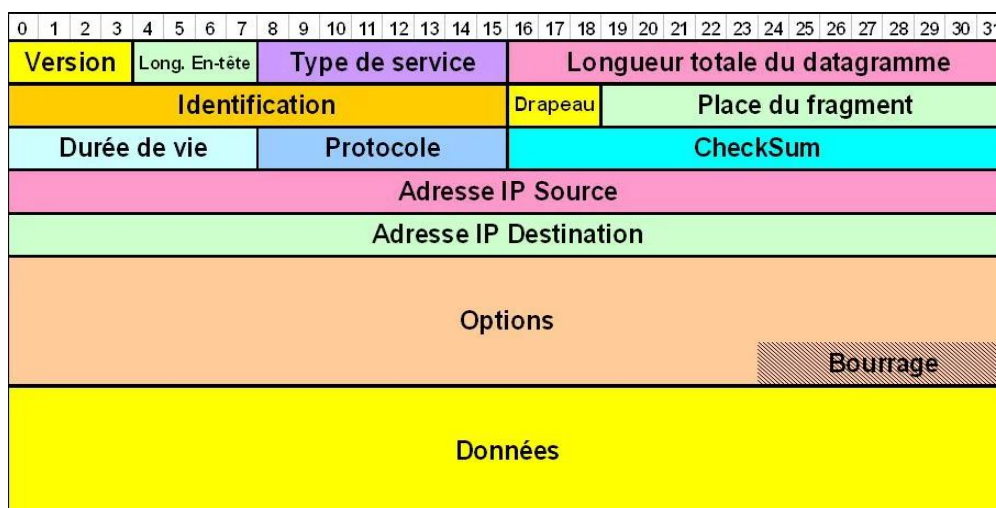 0 1 2 3 4 5 6 7 8 9 10 11 12 13 14 15 16 17 18 19 20 21 22 23 24 25 26 27 28 29 30 31
Version Long. En-tête Type de service Longueur totale du datagramme
Identification Drapeau Place du fragment
Durée de vie Protocole CheckSum
Adresse IP Source
Adresse IP Destination
Options
Bourrage
Données